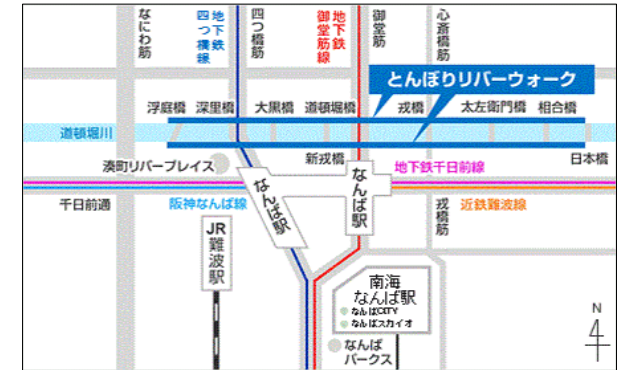 なにわ筋
地下鉄
四つ橋線
四つ橋筋
地下鉄
御堂筋線
御堂筋
心斎橋筋
とんぼりリバーウォーク
浮庭橋
深里橋
大黒橋
道頓堀橋
戎橋
太左衛門橋
相合橋
道頓堀川
湊町リバープレイス
新戎橋
地下鉄千日前線
日本橋
千日前通
阪神なんば線
なんば駅
なんば駅
戎橋筋
近鉄難波線
JR
難波駅
南海
なんば駅
なんばCITY
なんばスカイオ
なんば
パークス
N